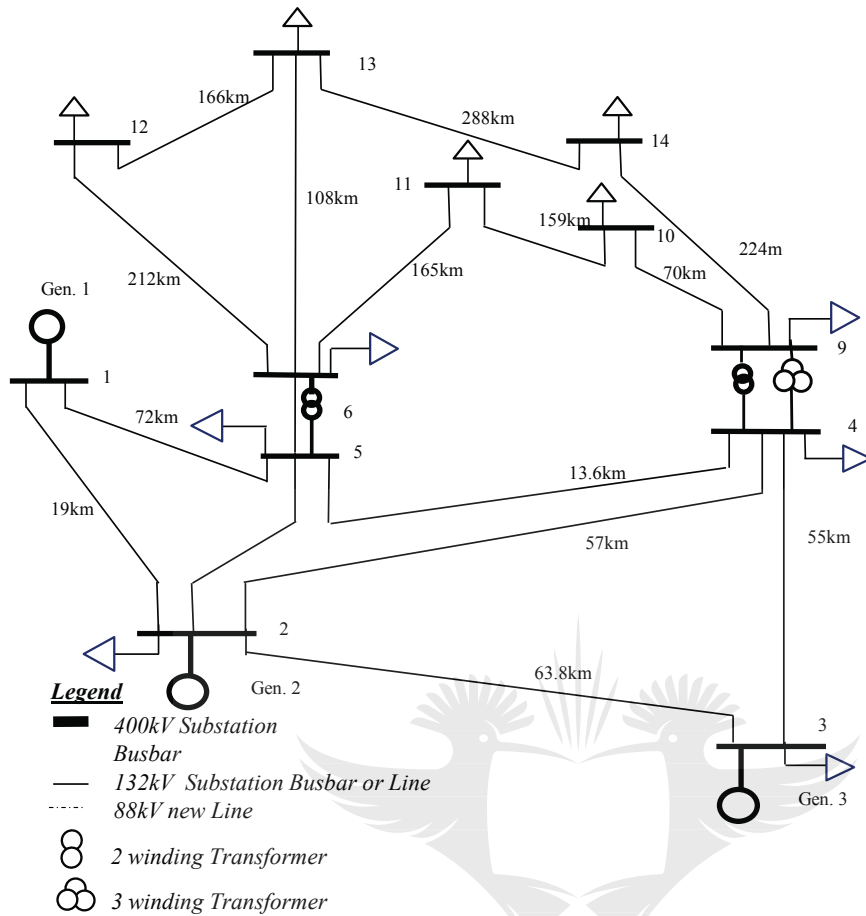 13
166km
12
288km
14
11
108km
159km
10
224m
165km
70km
212km
Gen. 1
9
1
6
4
72km
5
13.6km
19km
57km
55km
2
63.8km
Gen. 2
Legend
3
400kV Substation
Busbar
132kV Substation Busbar or Line
Gen. 3
88kV new Line
2 winding Transformer
3 winding Transformer